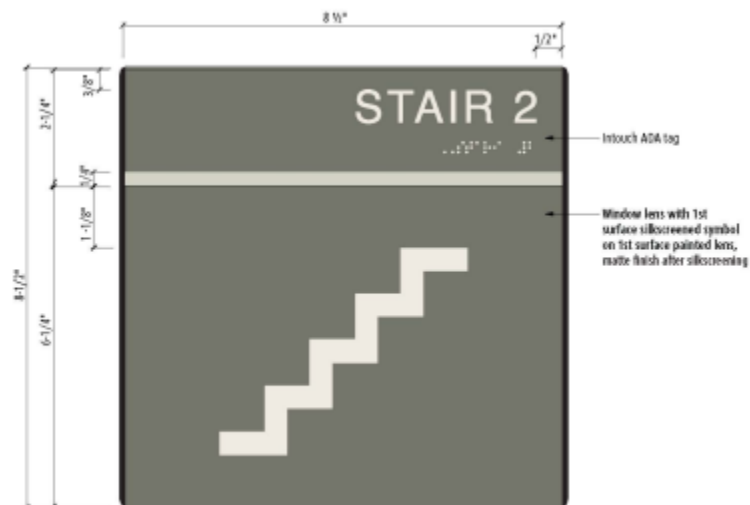 8 ½"
1/2"
3/8"
2-1/4"
STAIR 2
Intouch ADA tag
1/4"
1 -1/8"
Window lens with 1st
surface silkscreened symbol
on 1st surface painted lens,
matte finish after silkscreening
8-1/2"
6-1/4"